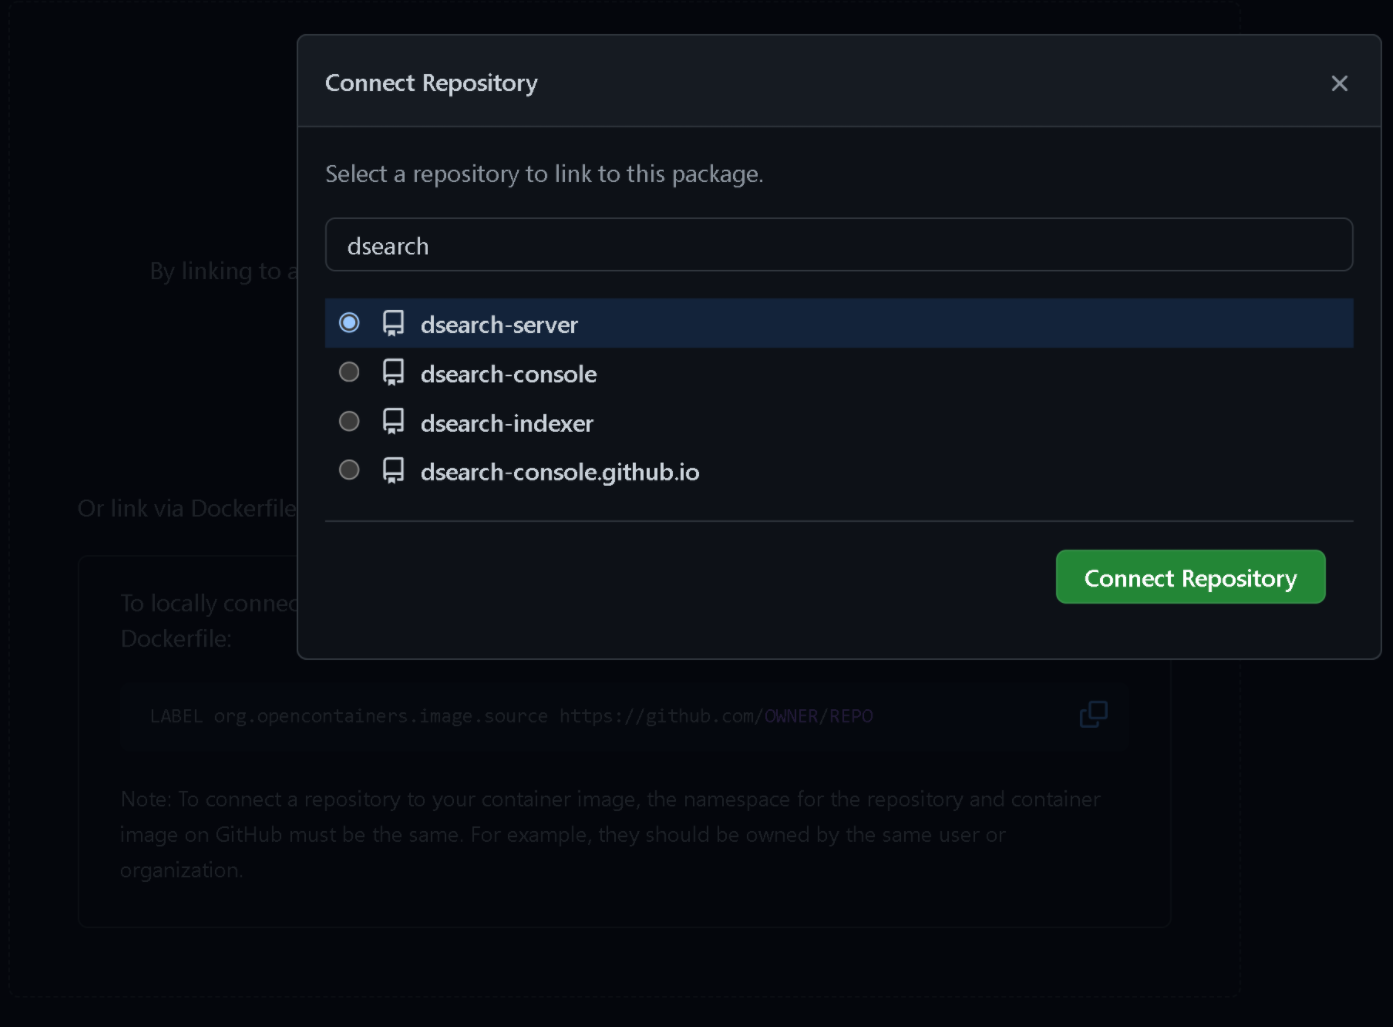 Connect Repository
Select a repository to link to this package.
dsearch
By linking to a
dsearch-server
dsearch-console
dsearch-indexer
dsearch-console.github.io
Or link via Dockerfile
Connect Repository
To locally connec
Dockerfile:
LABEL org.opencontainers.image.source https://github.com/OWNER/REPO
Note: To connect a repository to your container image, the namespace for the repository and container
image on GitHub must be the same. For example, they should be owned by the same user or
organization.